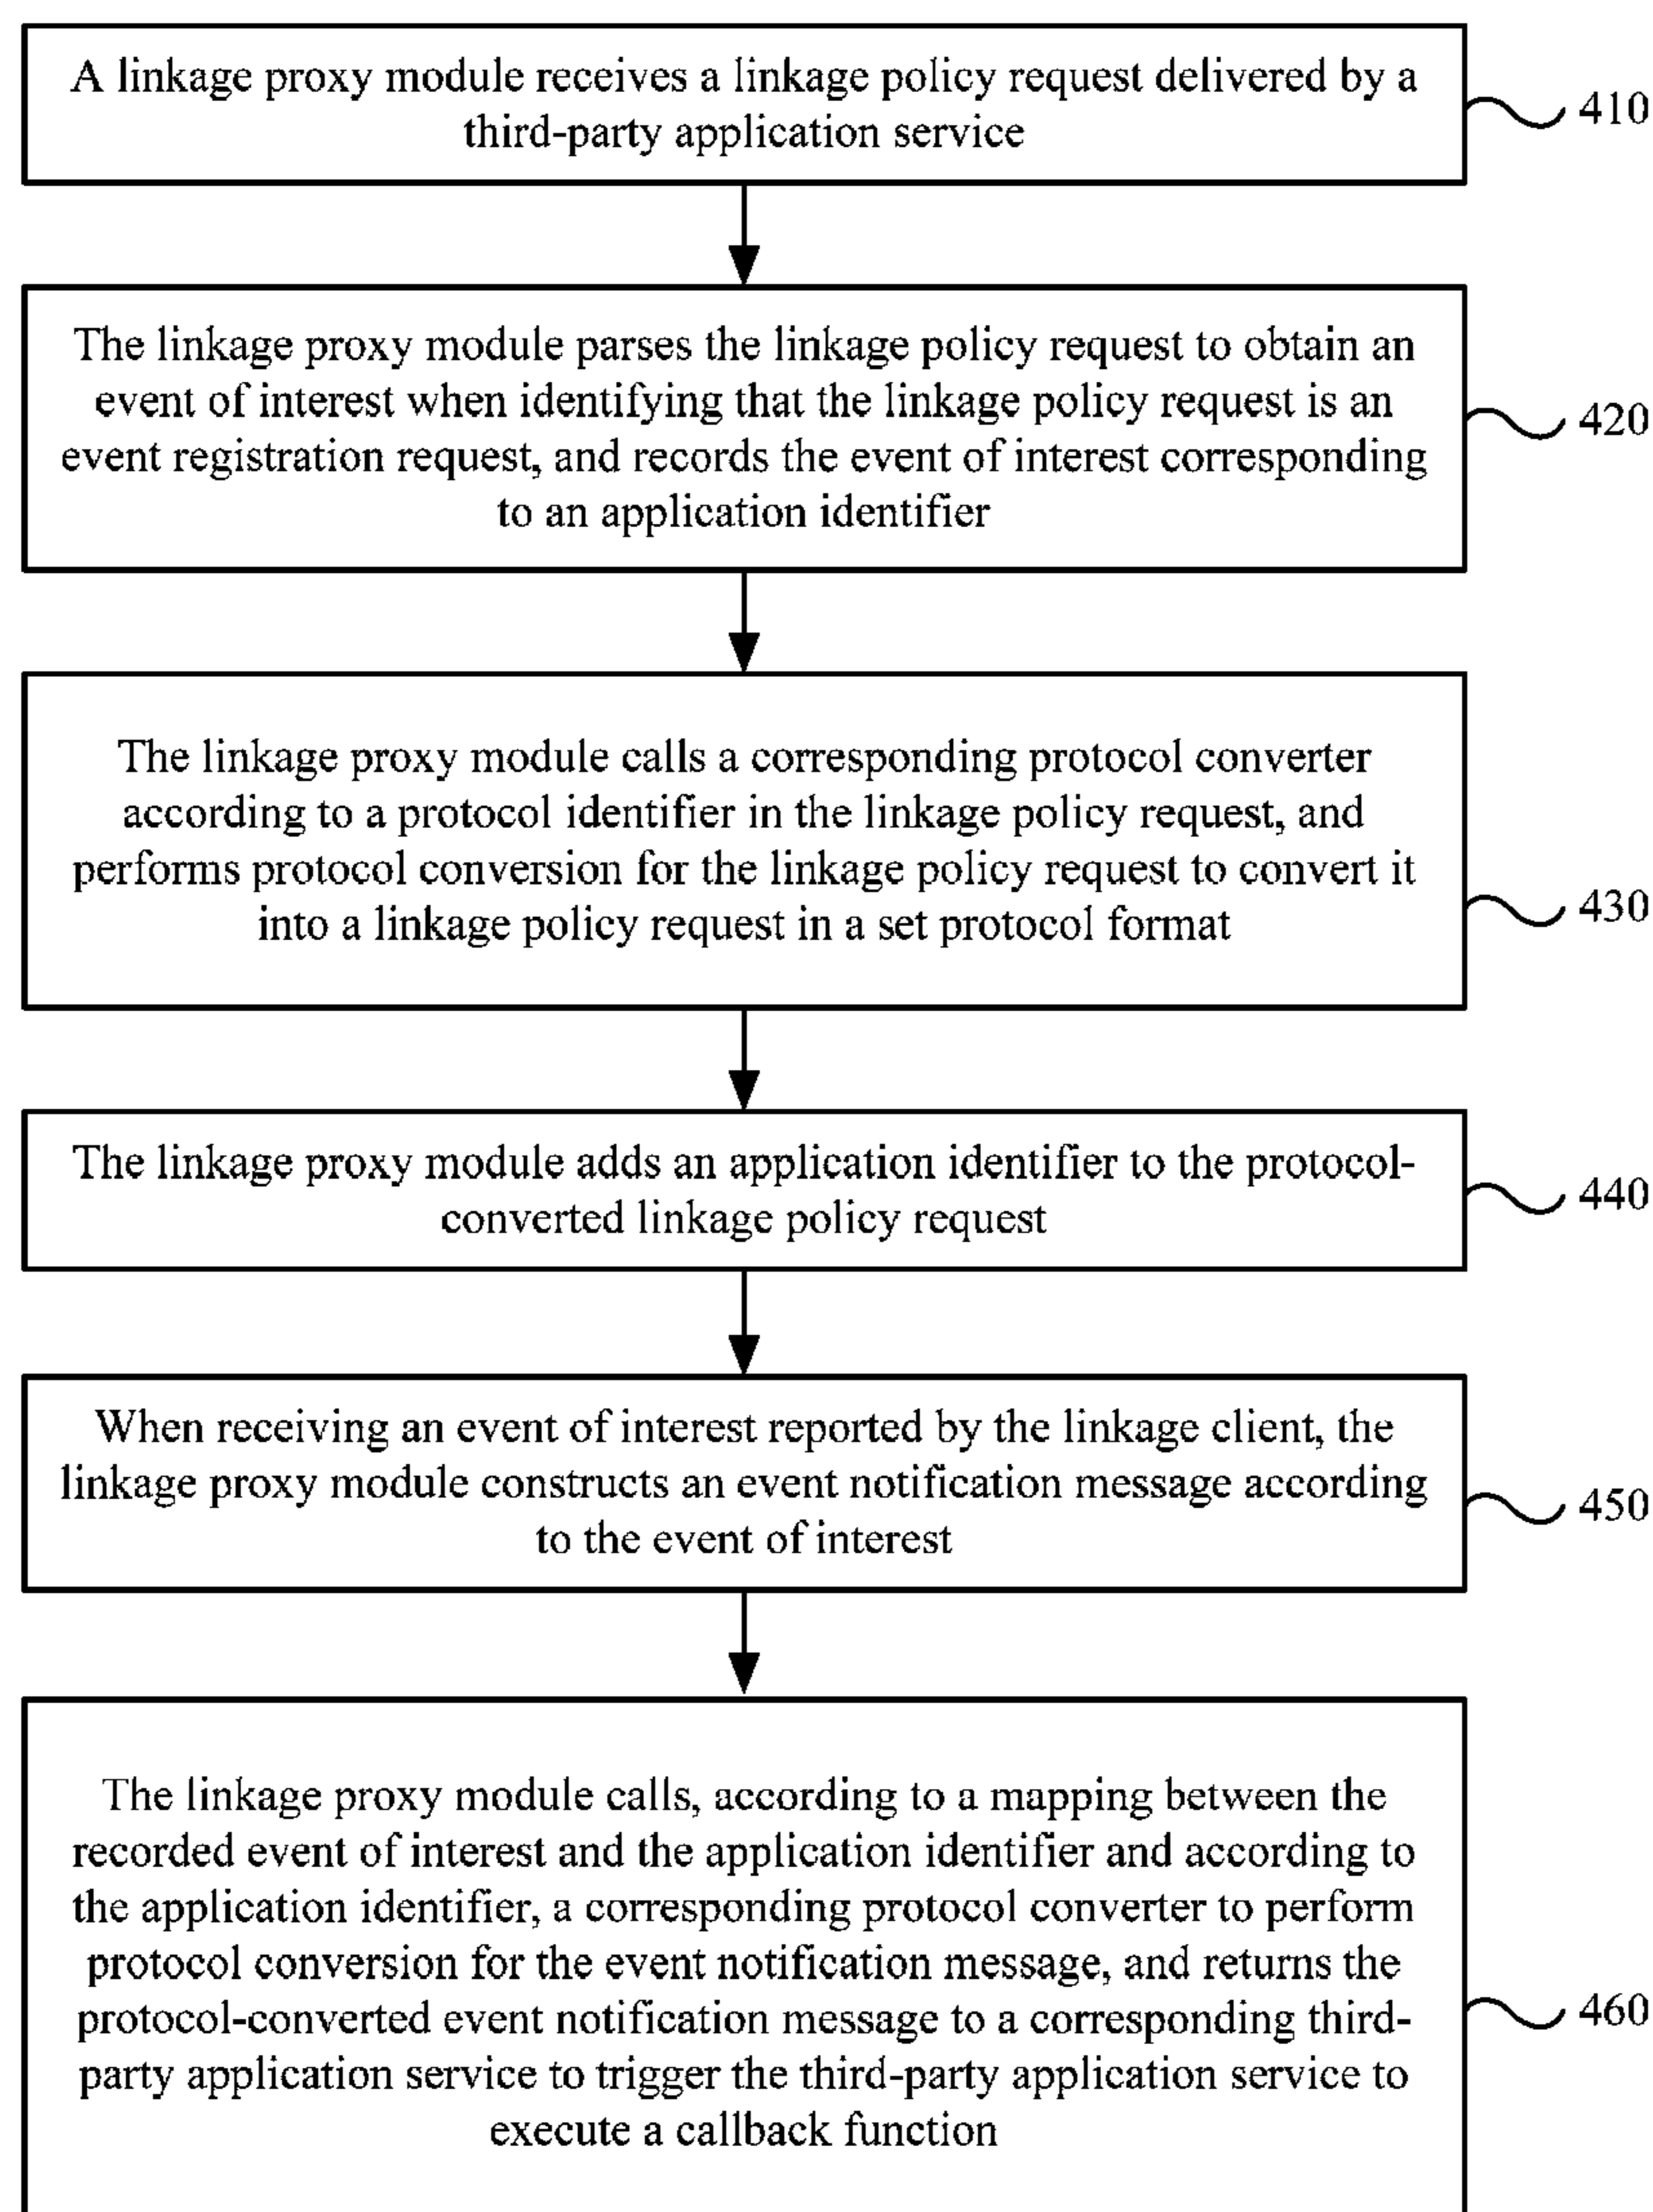 A linkage proxy module receives a linkage policy request delivered by a
third-party application service
410
The linkage proxy module parses the linkage policy request to obtain an
event of interest when identifying that the linkage policy request is an
event registration request, and records the event of interest corresponding
to an application identifier
420
The linkage proxy module calls a corresponding protocol converter
according to a protocol identifier in the linkage policy request, and
performs protocol conversion for the linkage policy request to convert it
into a linkage policy request in a set protocol format
430
The linkage proxy module adds an application identifier to the protocol-
converted linkage policy request
440
When receiving an event of interest reported by the linkage client, the
linkage proxy module constructs an event notification message according
to the event of interest
450
The linkage proxy module calls, according to a mapping between the
recorded event of interest and the application identifier and according to
the application identifier, a corresponding protocol converter to perform
protocol conversion for the event notification message, and returns the
protocol-converted event notification message to a corresponding third-
party application service to trigger the third-party application service to
execute a callback function
460